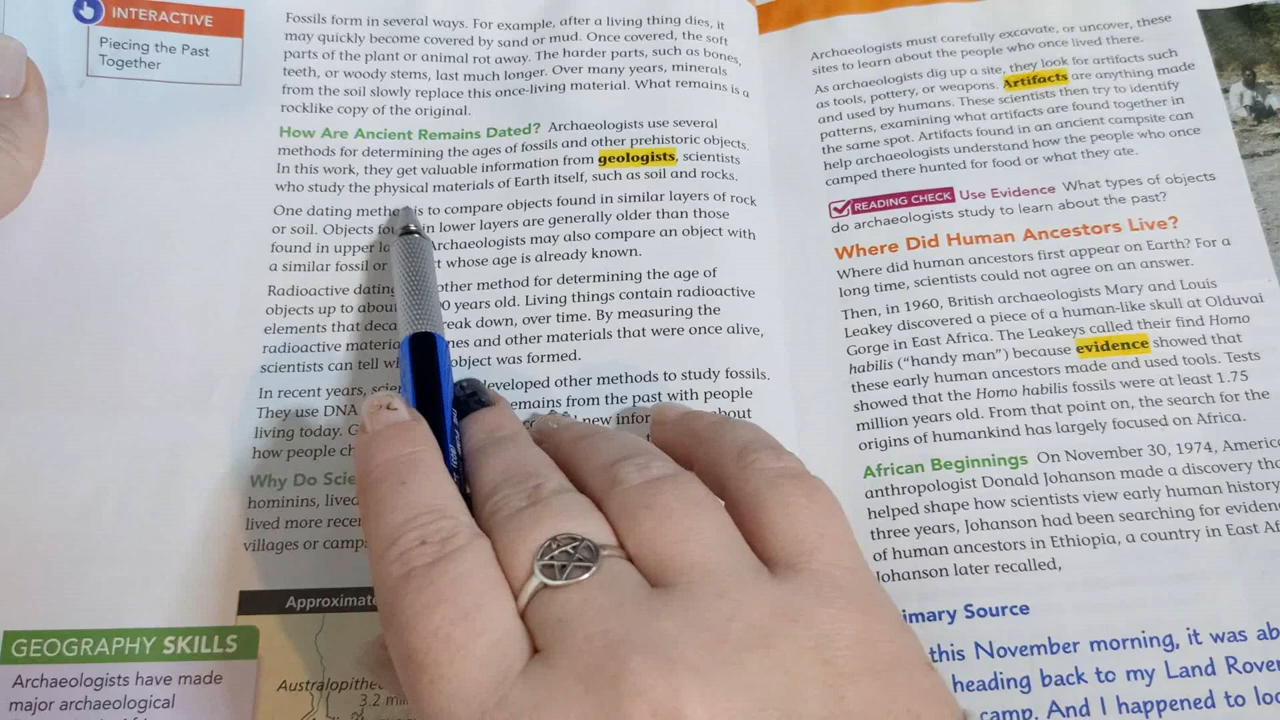 INTERACTIVE
Piecing the Past
Together
Fossils form in several ways. For example, after a living thing dies, it
may quickly become covered by sand or mud. Once covered, the soft
parts of the plant or animal rot away. The harder parts, such as bones,
teeth, or woody stems, last much longer. Over many years, minerals
from the soil slowly replace this once-living material. What remains is a
rocklike copy of the original.
How Are Ancient Remains Dated? Archaeologists use several
methods for determining the ages of fossils and other prehistoric objects.
In this work, they get valuable information from geologists, scientists
who study the physical materials of Earth itself, such as soil and rocks.
One dating method is to compare objects found in similar layers of rock
or soil. Objects in lower layers are generally older than those
found in upper Archaeologists may also compare an object with
a similar fossil or whose age is already known.
Radioactive dating other method for determining the age of
objects up to about 0 years old. Living things contain radioactive
elements that break down, over time. By measuring the
radioactive and other materials that were once alive,
scientists can tell object was formed.
In recent years, developed other methods to study fossils.
They use DNA remains from the past with people
living today. new about
how people
Why Do
hominins, lived
lived more
villages or
Approximate
3.2
GEOGRAPHY SKILLS
Archaeologists have made
major archaeological
Archaeologists must carefully excavate, or uncover, these
sites to learn about the people who once lived there.
As archaeologists dig up a site, they look for artifacts such
as tools, pottery, or weapons. Artifacts are anything made
and used by humans. These scientists then try to identify
patterns, examining what artifacts are found together in
the same spot. Artifacts found in an ancient campsite can
help archaeologists understand how the people who once
camped there hunted for food or what they ate.
READING CHECK Use Evidence What types of objects
do archaeologists study to learn about the past?
Where Did Human Ancestors Live?
Where did human ancestors first appear on Earth? For a
long time, scientists could not agree on an answer.
Then, in 1960, British archaeologists Mary and Louis
Leakey discovered a piece of a human-like skull at Olduvai
Gorge in East Africa. The Leakeys called their find Homo
habilis (“handy man”) because evidence showed that
these early human ancestors made and used tools. Tests
showed that the Homo habilis fossils were at least 1.75
million years old. From that point on, the search for the
origins of humankind has largely focused on Africa.
African Beginnings On November 30, 1974, Americ
anthropologist Donald Johanson made a discovery tha
helped shape how scientists view early human history
three years, Johanson had been searching for eviden
of human ancestors in Ethiopia, a country in East Af
Johanson later recalled,
imary Source
this November morning, it was ab
heading back to my Land Rove
camp. And I happened to loo